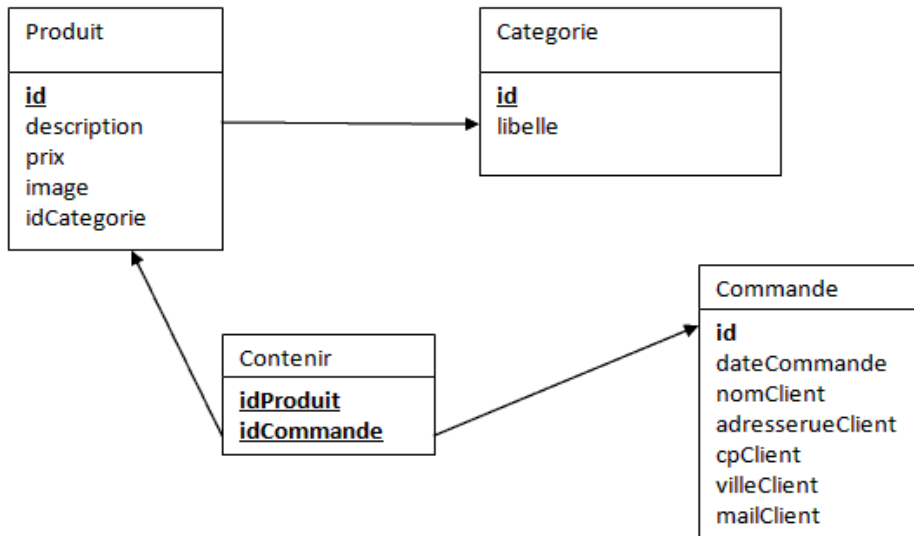 Produit
id
description
prix
image
idCategorie
Categorie
id
libelle
Contenir
idProduit
idCommande
Commande
id
dateCommande
nomClient
adresserueClient
cpClient
villeClient
mailClient